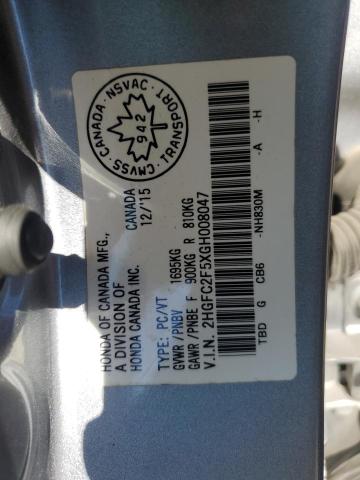 HONDA OF CANADA MFG.,
A DIVISION OF
HONDA CANADA INC.
CANADA
12/15
CMVSS • CANADA • NSVAC • TRANSPORT
942
TYPE: PC/VT
GVWR/PNBV 1695KG
GAWR/PNBE F 900KG R 810KG
V.I.N. 2HGFC2F5XGH008047
TBD G CB6 -NH830M -A -H